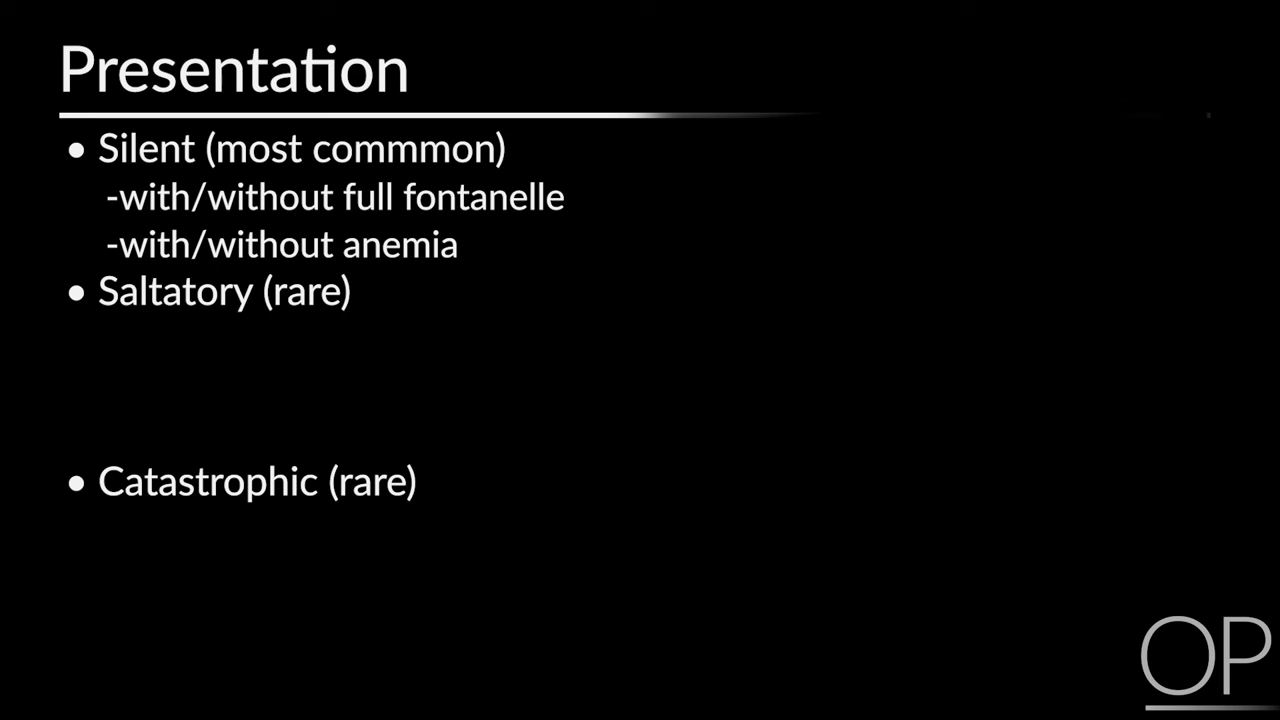 Presentation
• Silent (most commmon)
-with/without full fontanelle
-with/without anemia
• Saltatory (rare)
• Catastrophic (rare)
OP